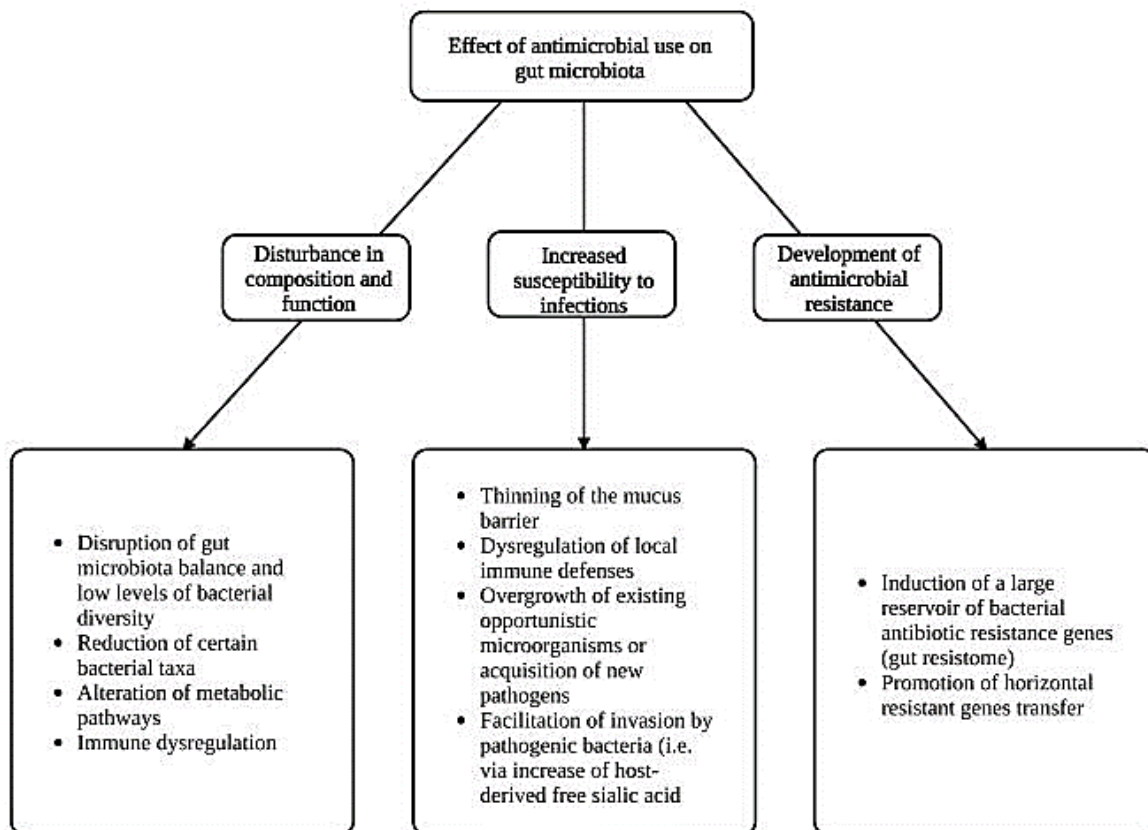 Effect of antimicrobial use on
gut microbiota
Disturbance in
composition and
function
Increased
susceptibility to
infections
Development of
antimicrobial
resistance
• Disruption of gut
microbiota balance and
low levels of bacterial
diversity
• Reduction of certain
bacterial taxa
• Alteration of metabolic
pathways
• Immune dysregulation
• Thinning of the mucus
barrier
• Dysregulation of local
immune defenses
• Overgrowth of existing
opportunistic
microorganisms or
acquisition of new
pathogens
• Facilitation of invasion by
pathogenic bacteria (i.e.
via increase of host-
derived free sialic acid
• Induction of a large
reservoir of bacterial
antibiotic resistance genes
(gut resistome)
• Promotion of horizontal
resistant genes transfer